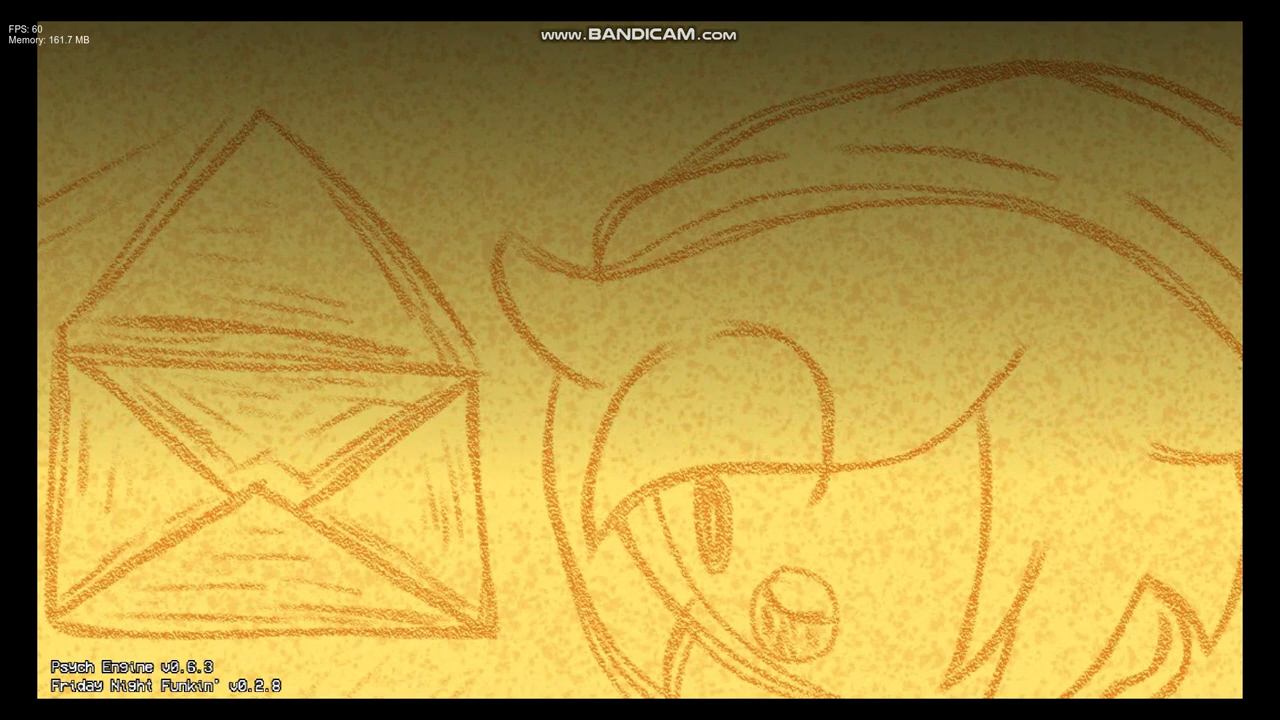 FPS: 60
Memory: 161.7 MB
www.BANDICAM.com
Psych Engine v0.6.3
Friday Night Funkin' v0.2.8